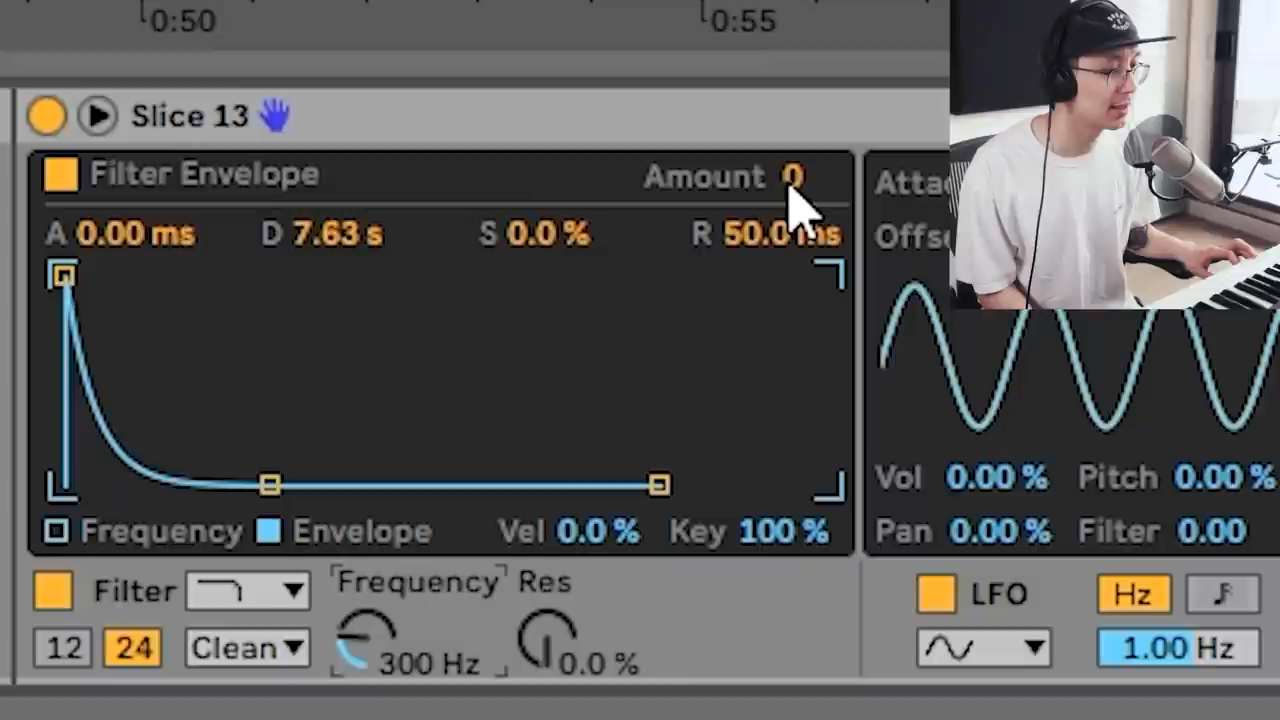 0:50 0:55
Slice 13
Filter Envelope Amount 0
A 0.00 ms D 7.63 s S 0.0 % R 50.0 ms
Frequency Envelope Vel 0.0 % Key 100 %
Filter Frequency Res
12 24 Clean 300 Hz 0.0 %
Vol 0.00 % Pitch 0.00 %
Pan 0.00 % Filter 0.00
LFO Hz
1.00 Hz